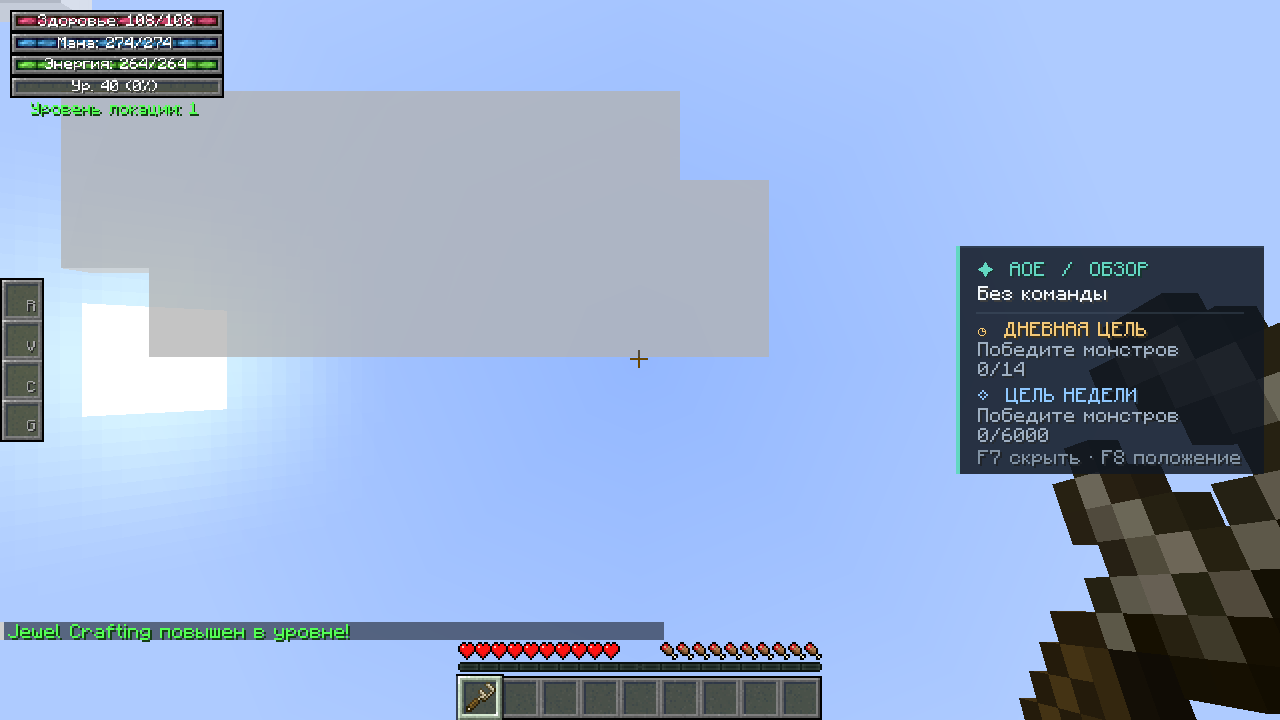 Здоровье: 108/108
Мана: 274/274
Энергия: 264/264
Ур. 40 (0%)
Уровень локации: 1
R
V
C
G
AOE / ОБЗОР
Без команды
ДНЕВНАЯ ЦЕЛЬ
Победите монстров
0/14
ЦЕЛЬ НЕДЕЛИ
Победите монстров
0/6000
F7 скрыть · F8 положение
Jewel Crafting повышен в уровне!